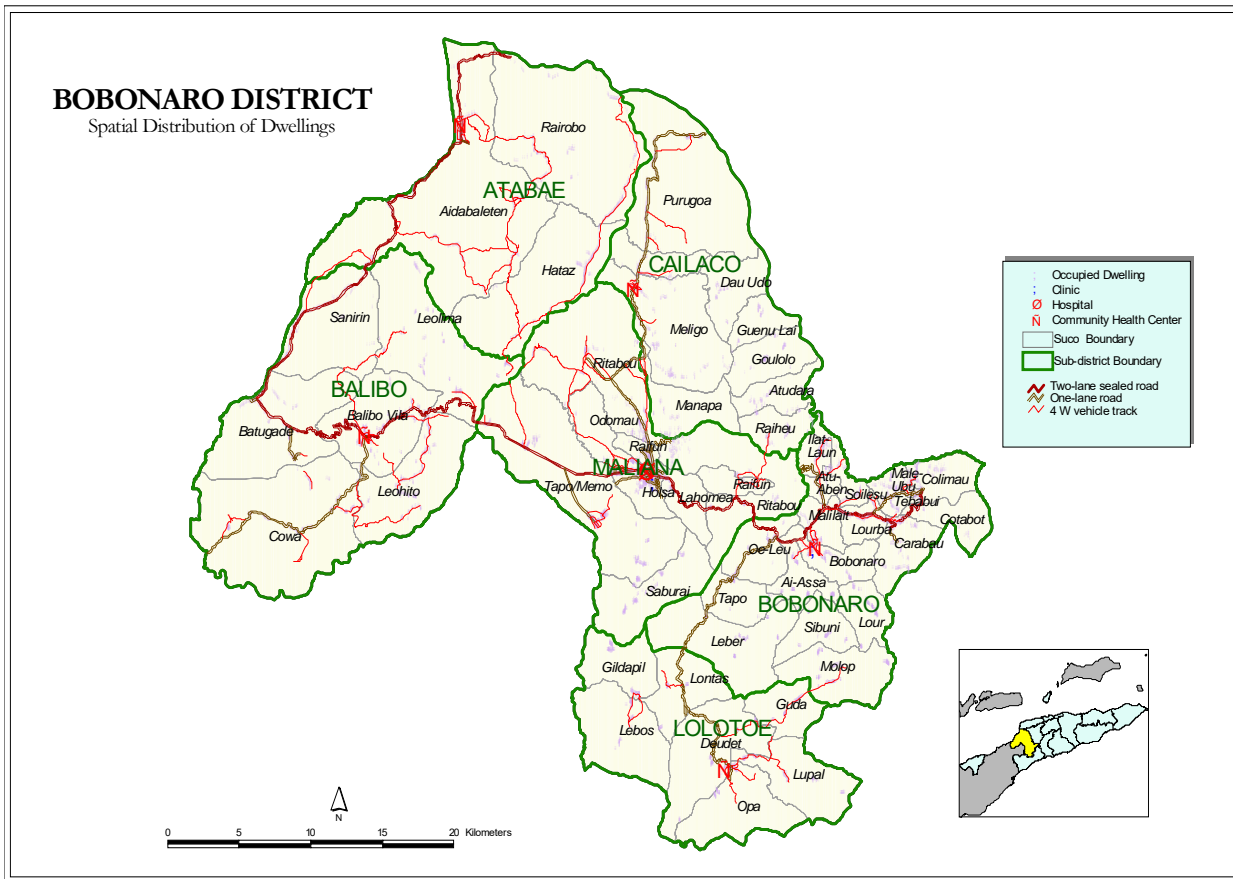 BOBONARO DISTRICT
Spatial Distribution of Dwellings
Rairobo
ATABAE
Aidabaleten
Purugoa
Hataz
CAILACO
Dau Udo
Sanirin
Leolima
Meligo
Guenu Lai
Goulolo
Ritabou
BALIBO
Atudara
Balibo Vila
Manapa
Odomau
Raiheu
Batugade
Raifun
Ilat-
Laun
MALIANA
Atu-
Aben
Male-
Ubu
Colimau
Tapo/Memo
Holsa
Lahomea
Raifun
Ritabou
Soilesu
Tebabui
Leohito
Malilait
Lourba
Cotabot
Carabau
Cowa
Oe-Leu
Bobonaro
Ai-Assa
Saburai
Tapo
BOBONARO
Leber
Sibuni
Lour
Gildapil
Lontas
Molop
Guda
Lebos
LOLOTOE
Deudet
Lupal
Opa
Occupied Dwelling
Clinic
Ø Hospital
Ñ Community Health Center
Suco Boundary
Sub-district Boundary
Two-lane sealed road
One-lane road
4 W vehicle track
N
0 5 10 15 20 Kilometers
Ñ
Ñ
Ñ
Ñ
Ñ